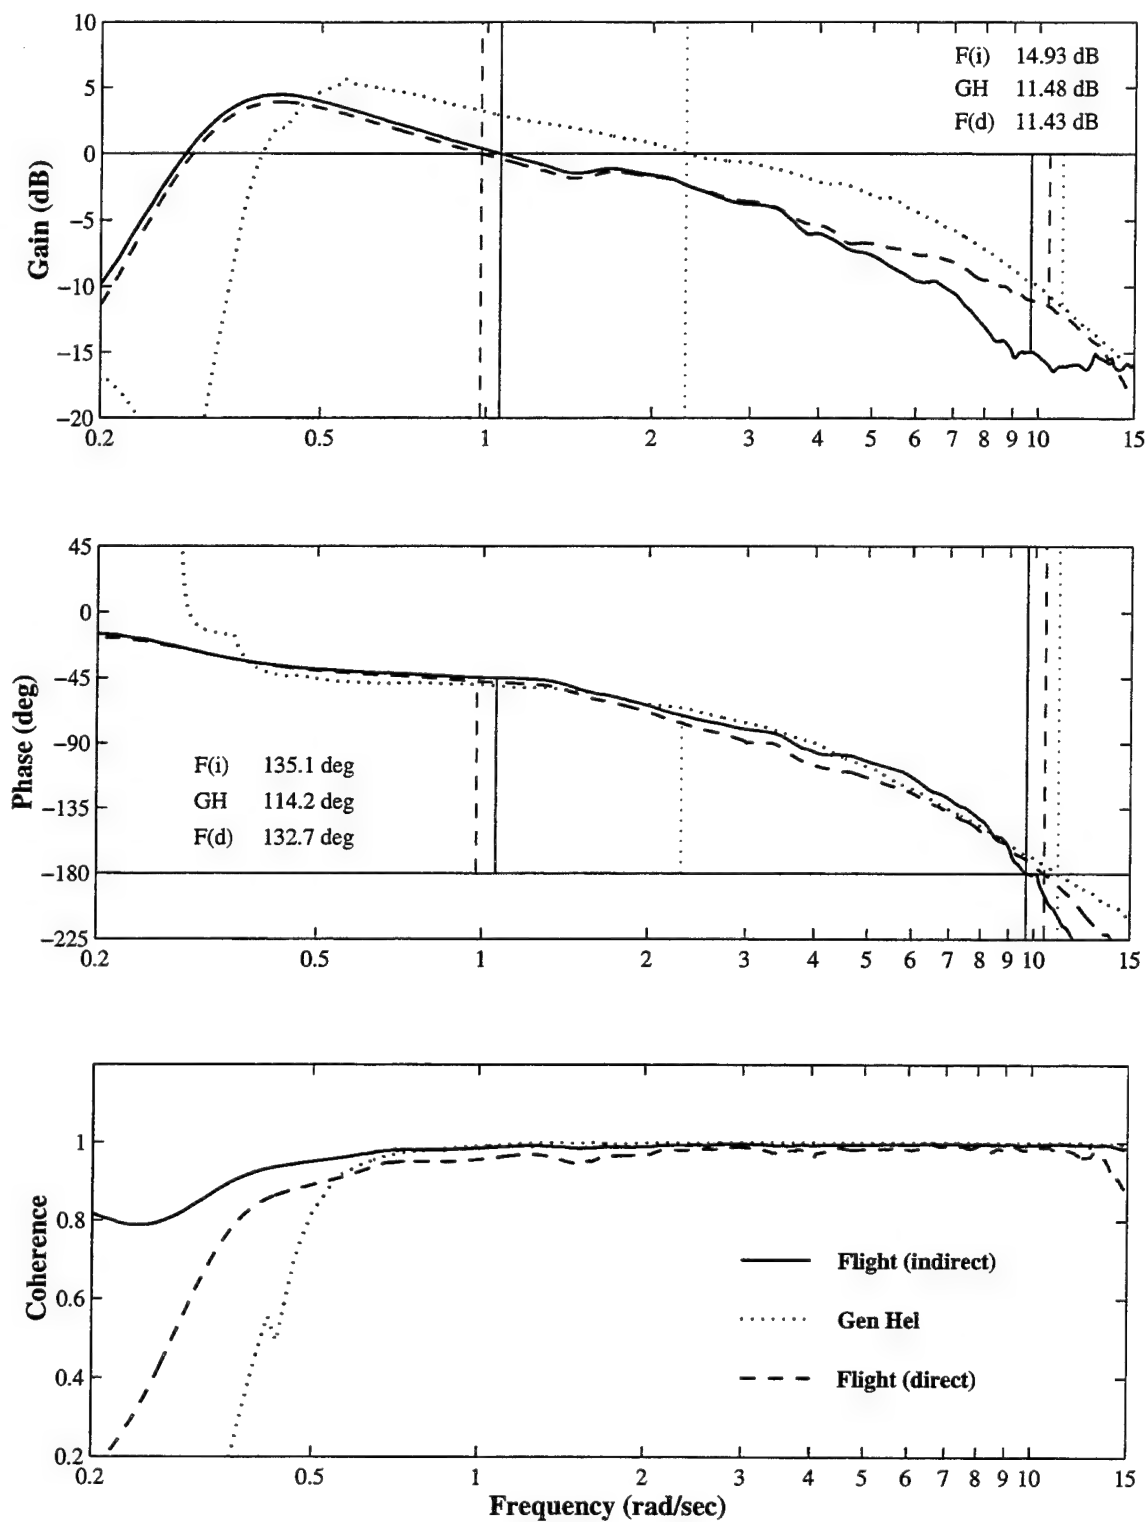 10
5
0
−5
−10
−15
−20
Gain (dB)
F(i) 14.93 dB
GH 11.48 dB
F(d) 11.43 dB
0.2 0.5 1 2 3 4 5 6 7 8 9 10 15
45
0
−45
−90
−135
−180
−225
Phase (deg)
F(i) 135.1 deg
GH 114.2 deg
F(d) 132.7 deg
0.2 0.5 1 2 3 4 5 6 7 8 9 10 15
1
0.8
0.6
0.4
0.2
Coherence
Flight (indirect)
Gen Hel
Flight (direct)
0.2 0.5 1 2 3 4 5 6 7 8 9 10 15
Frequency (rad/sec)